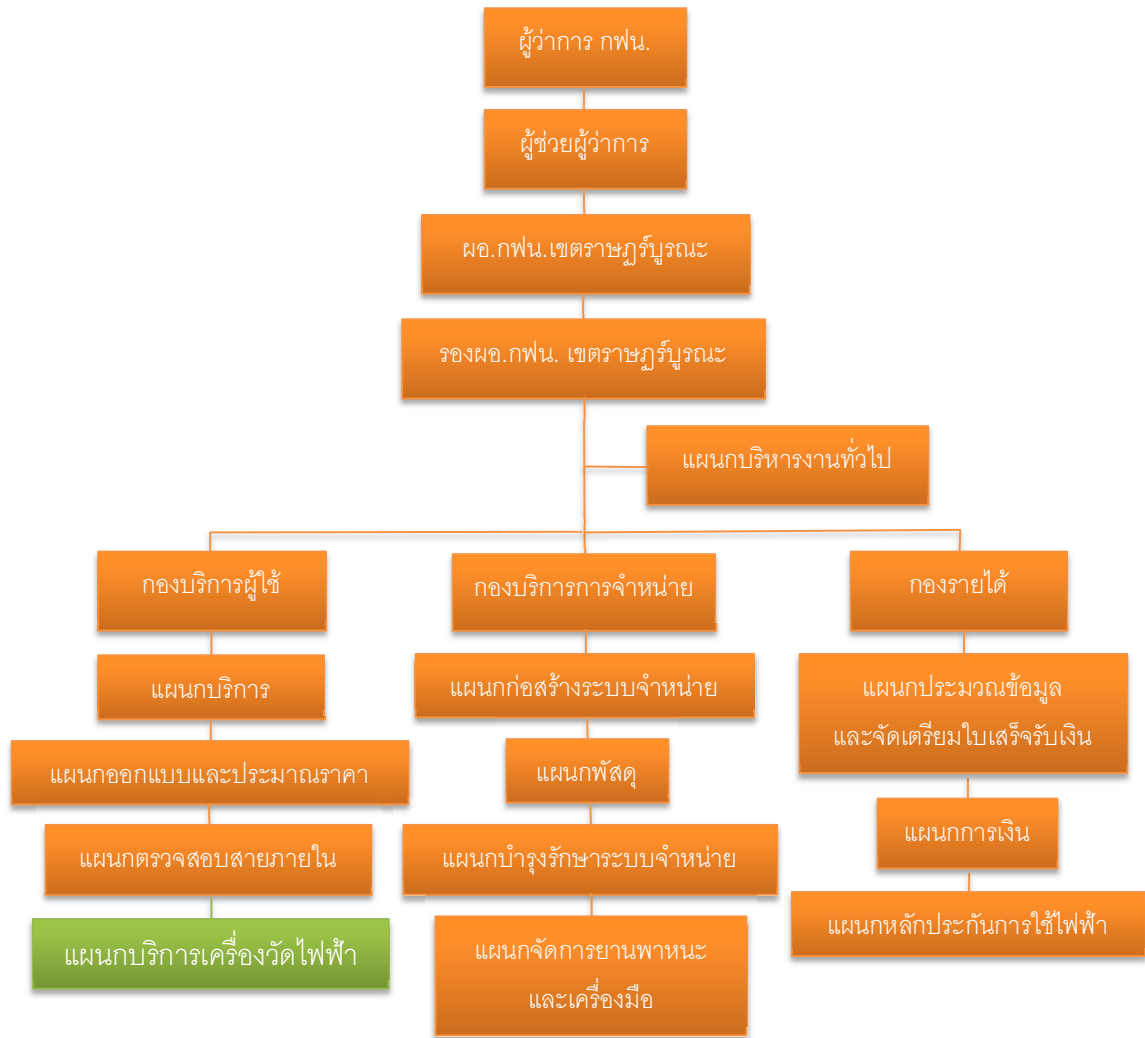 ผู้ว่าการ กฟน.
ผู้ช่วยผู้ว่าการ
ผอ.กฟน.เขตราษฏร์บูรณะ
รองผอ.กฟน. เขตราษฏร์บูรณะ
แผนกบริหารงานทั่วไป
กองบริการผู้ใช้
แผนกบริการ
แผนกออกแบบและประมาณราคา
แผนกตรวจสอบสายภายใน
แผนกบริการเครื่องวัดไฟฟ้า
กองบริการการจำหน่าย
แผนกก่อสร้างระบบจำหน่าย
แผนกพัสดุ
แผนกบำรุงรักษาระบบจำหน่าย
แผนกจัดการยานพาหนะ
และเครื่องมือ
กองรายได้
แผนกประมวณข้อมูล
และจัดเตรียมใบเสร็จรับเงิน
แผนกการเงิน
แผนกหลักประกันการใช้ไฟฟ้า